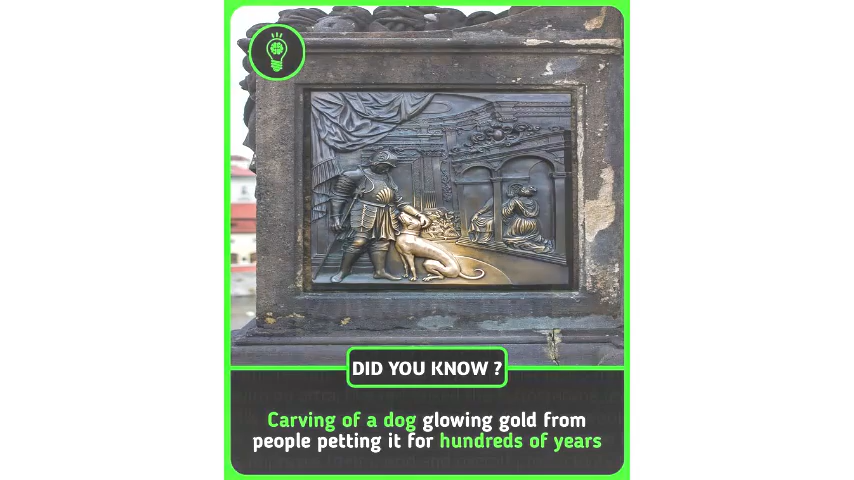 DID YOU KNOW ?
Carving of a dog glowing gold from
people petting it for hundreds of years